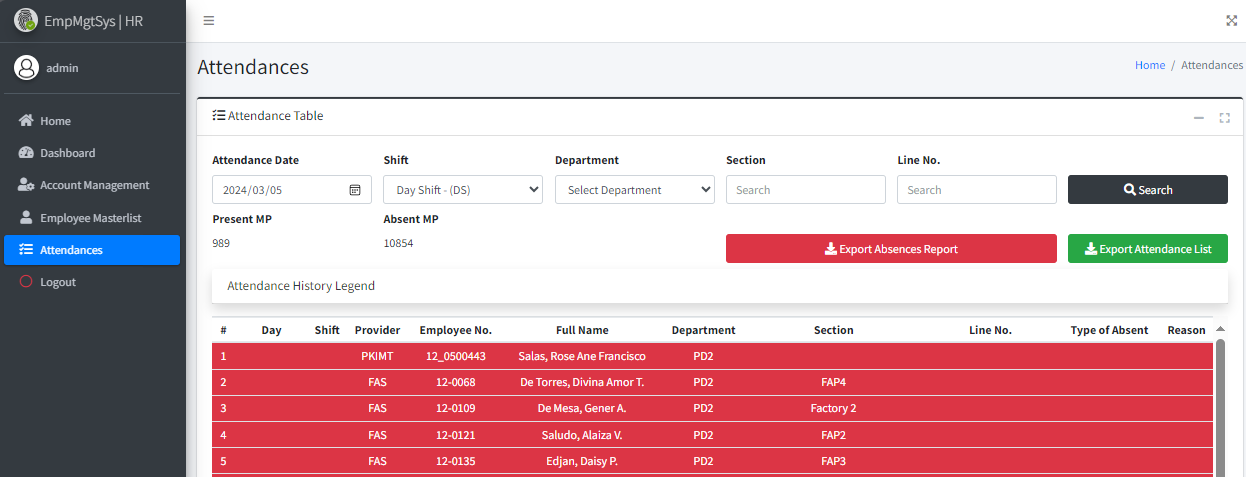 EmpMgtSys | HR
admin
Home
Dashboard
Account Management
Employee Masterlist
Attendances
Logout
Attendances
Home / Attendances
Attendance Table
Attendance Date Shift Department Section Line No.
2024/03/05 Day Shift - (DS) Select Department Search Search Search
Present MP Absent MP
989 10854 Export Absences Report Export Attendance List
Attendance History Legend
# Day Shift Provider Employee No. Full Name Department Section Line No. Type of Absent Reason
1 PKIMT 12_0500443 Salas, Rose Ane Francisco PD2
2 FAS 12-0068 De Torres, Divina Amor T. PD2 FAP4
3 FAS 12-0109 De Mesa, Gener A. PD2 Factory 2
4 FAS 12-0121 Saludo, Alaiza V. PD2 FAP2
5 FAS 12-0135 Edjan, Daisy P. PD2 FAP3